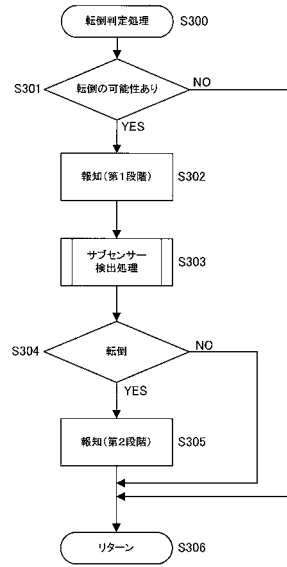 転倒判定処理 S300
S301 転倒の可能性あり NO
YES
報知(第1段階) S302
サブセンサー
検出処理 S303
S304 転倒 NO
YES
報知(第2段階) S305
リターン S306